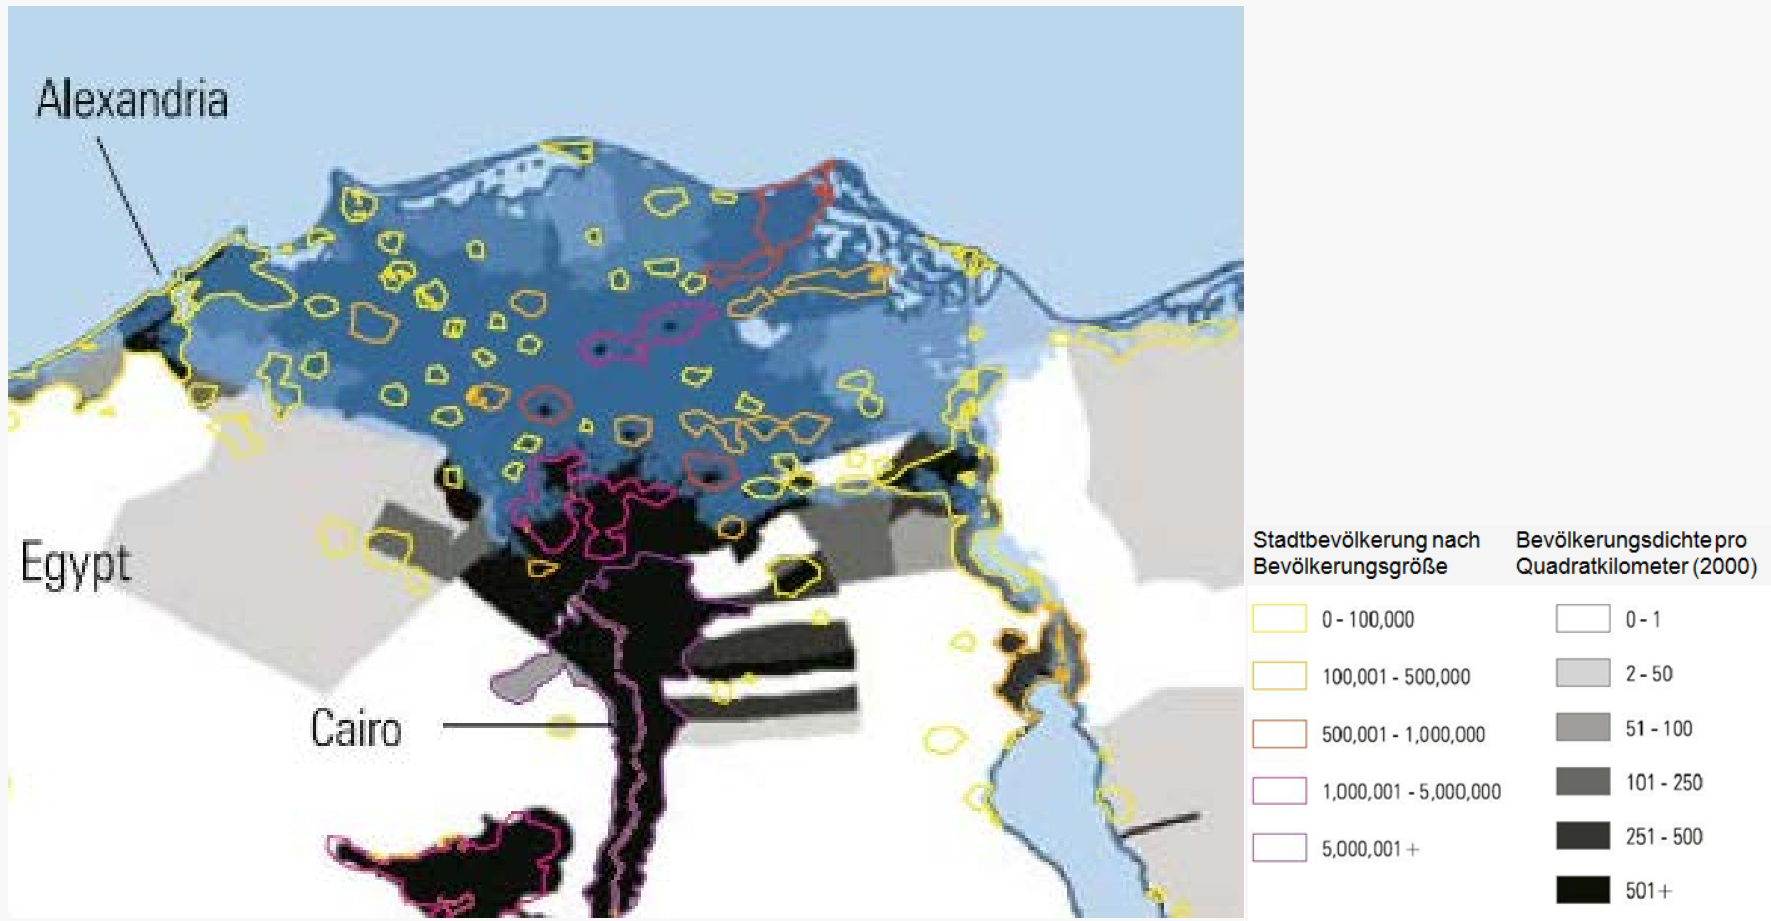 Alexandria
Egypt
Cairo
Stadtbevölkerung nach
Bevölkerungsgröße
0 - 100,000
100,001 - 500,000
500,001 - 1,000,000
1,000,001 - 5,000,000
5,000,001 +
Bevölkerungsdichte pro
Quadratkilometer (2000)
0 - 1
2 - 50
51 - 100
101 - 250
251 - 500
501 +